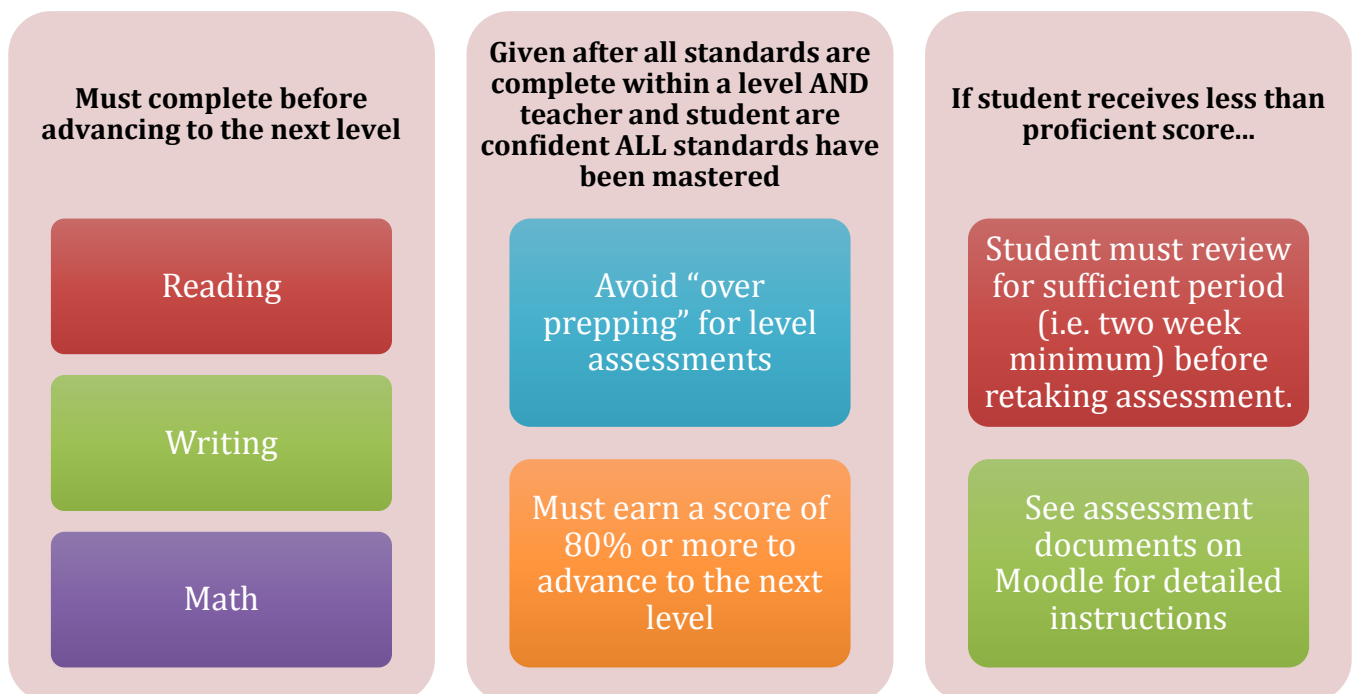 Must complete before
advancing to the next level
Reading
Writing
Math
Given after all standards are
complete within a level AND
teacher and student are
confident ALL standards have
been mastered
Avoid “over
prepping” for level
assessments
Must earn a score of
80% or more to
advance to the next
level
If student receives less than
proficient score...
Student must review
for sufficient period
(i.e. two week
minimum) before
retaking assessment.
See assessment
documents on
Moodle for detailed
instructions